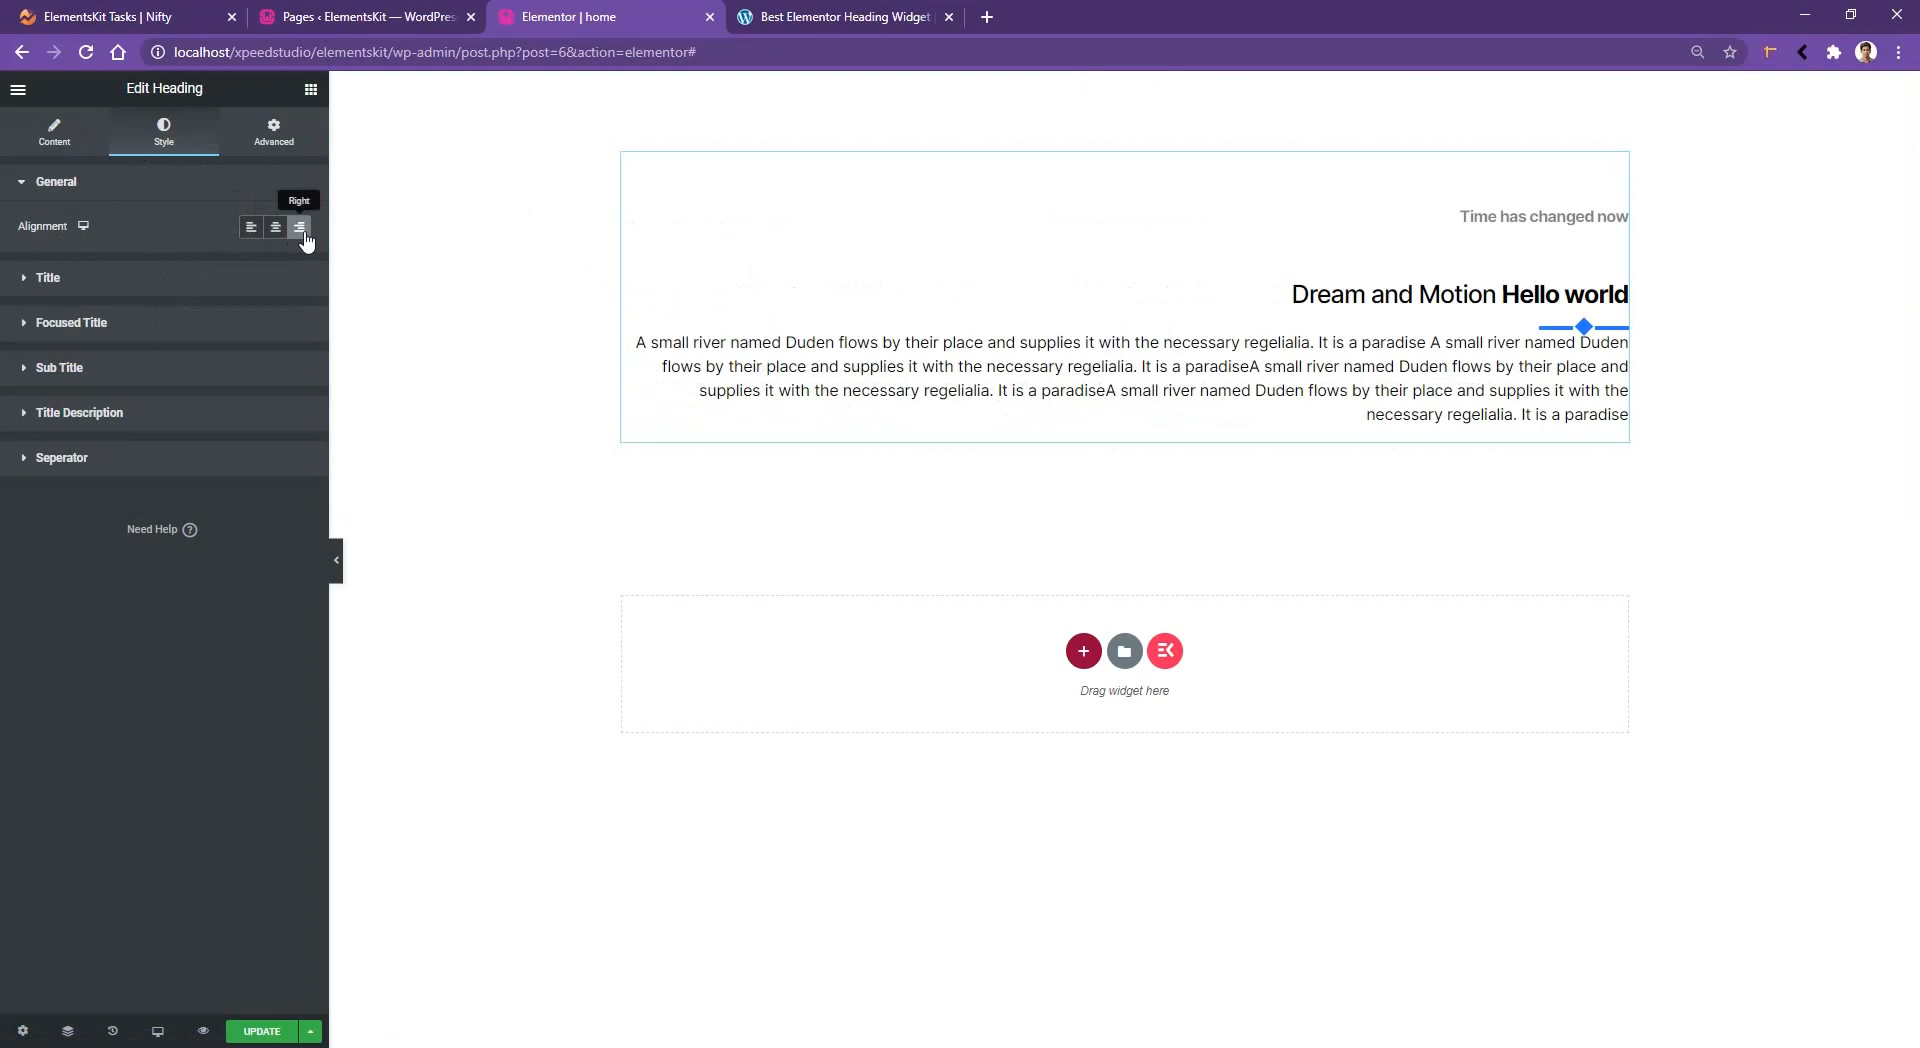 ElementsKit Tasks | Nifty
Pages ‹ ElementsKit — WordPres
Elementor | home
Best Elementor Heading Widget
localhost/xpeedstudio/elementskit/wp-admin/post.php?post=6&action=elementor#
Edit Heading
Content
Style
Advanced
General
Right
Alignment
Title
Focused Title
Sub Title
Title Description
Seperator
Need Help ?
UPDATE
Time has changed now
Dream and Motion Hello world
A small river named Duden flows by their place and supplies it with the necessary regelialia. It is a paradise A small river named Duden
flows by their place and supplies it with the necessary regelialia. It is a paradiseA small river named Duden flows by their place and
supplies it with the necessary regelialia. It is a paradiseA small river named Duden flows by their place and supplies it with the
necessary regelialia. It is a paradise
Drag widget here